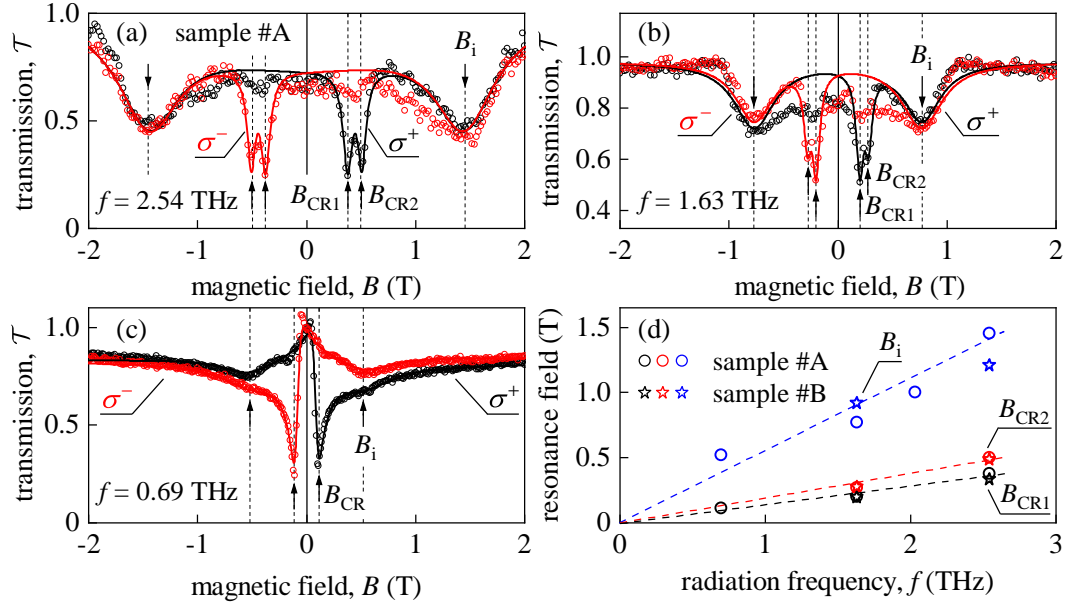 (a) sample #A
B_i
σ⁻
σ⁺
B_CR1 B_CR2
f = 2.54 THz
transmission, 𝒯
1.0
0.5
0
-2 -1 0 1 2
magnetic field, B (T)
(b)
B_i
σ⁻
σ⁺
B_CR2
B_CR1
f = 1.63 THz
transmission, 𝒯
1.0
0.8
0.6
0.4
-2 -1 0 1 2
magnetic field, B (T)
(c)
σ⁻
σ⁺
B_i
B_CR
f = 0.69 THz
transmission, 𝒯
1.0
0.5
0
-2 -1 0 1 2
magnetic field, B (T)
(d)
B_i
sample #A
sample #B
B_CR2
B_CR1
resonance field (T)
1.5
1.0
0.5
0
0 1 2 3
radiation frequency, f (THz)